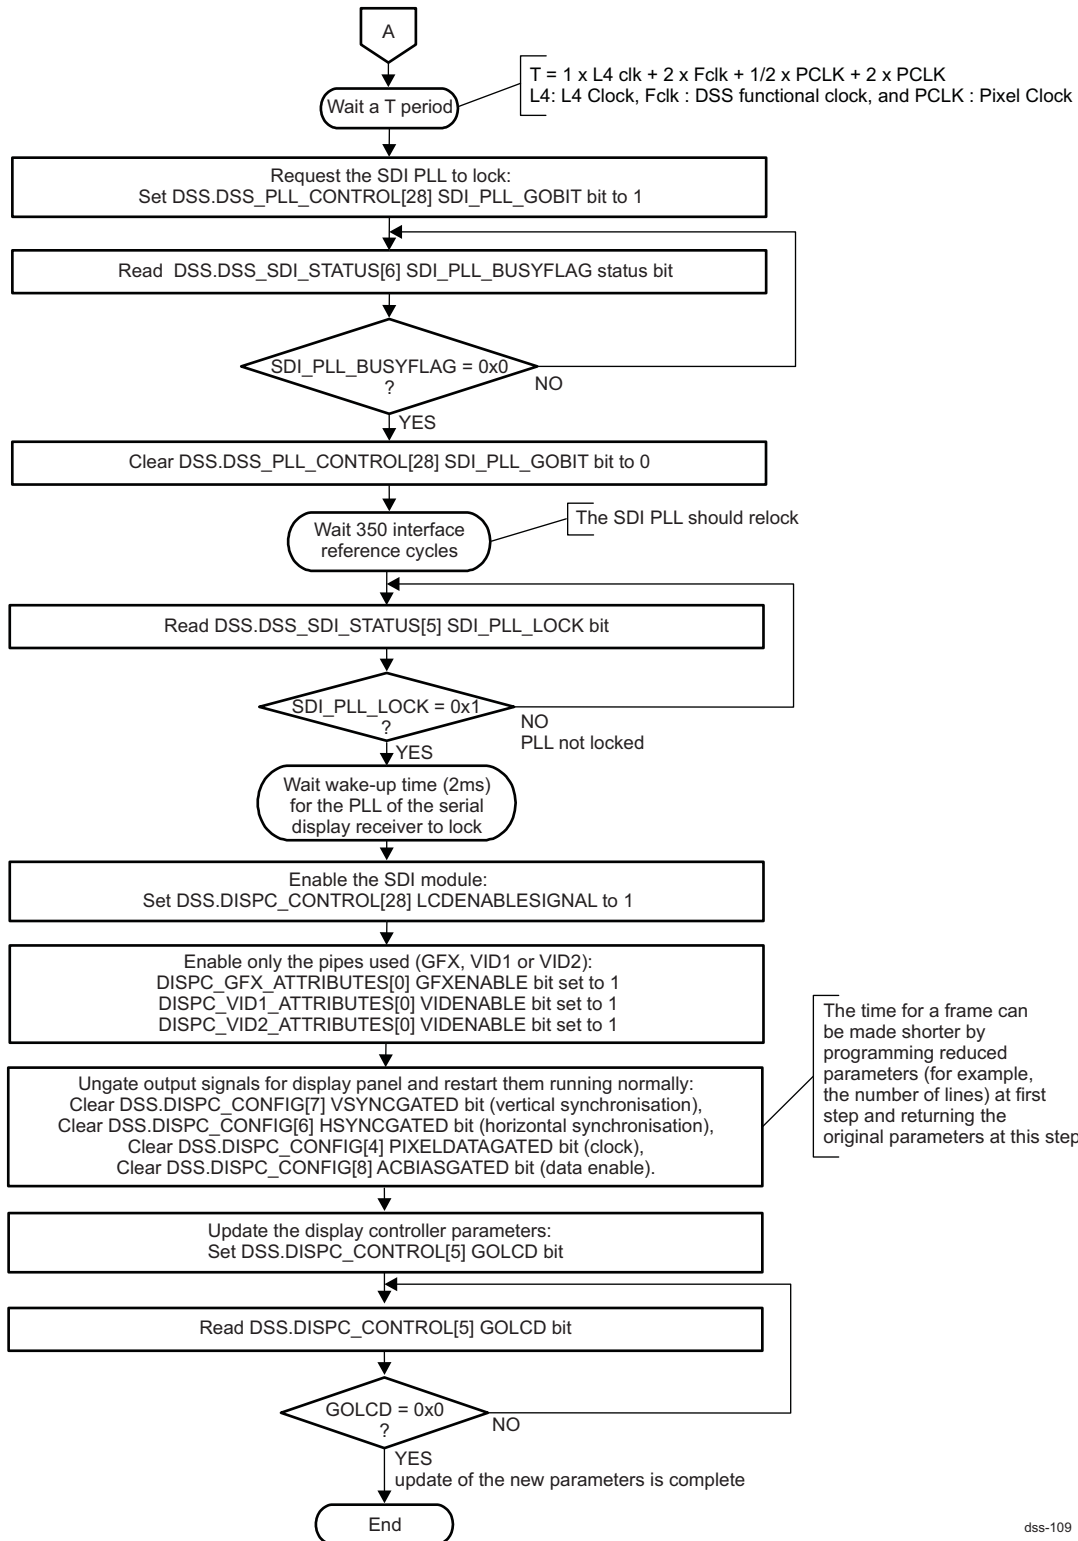 A
T = 1 x L4 clk + 2 x Fclk + 1/2 x PCLK + 2 x PCLK
L4: L4 Clock, Fclk : DSS functional clock, and PCLK : Pixel Clock
Wait a T period
Request the SDI PLL to lock:
Set DSS.DSS_PLL_CONTROL[28] SDI_PLL_GOBIT bit to 1
Read DSS.DSS_SDI_STATUS[6] SDI_PLL_BUSYFLAG status bit
SDI_PLL_BUSYFLAG = 0x0
?
NO
YES
Clear DSS.DSS_PLL_CONTROL[28] SDI_PLL_GOBIT bit to 0
Wait 350 interface
reference cycles
The SDI PLL should relock
Read DSS.DSS_SDI_STATUS[5] SDI_PLL_LOCK bit
SDI_PLL_LOCK = 0x1
?
NO
PLL not locked
YES
Wait wake-up time (2ms)
for the PLL of the serial
display receiver to lock
Enable the SDI module:
Set DSS.DISPC_CONTROL[28] LCDENABLESIGNAL to 1
Enable only the pipes used (GFX, VID1 or VID2):
DISPC_GFX_ATTRIBUTES[0] GFXENABLE bit set to 1
DISPC_VID1_ATTRIBUTES[0] VIDENABLE bit set to 1
DISPC_VID2_ATTRIBUTES[0] VIDENABLE bit set to 1
Ungate output signals for display panel and restart them running normally:
Clear DSS.DISPC_CONFIG[7] VSYNCGATED bit (vertical synchronisation),
Clear DSS.DISPC_CONFIG[6] HSYNCGATED bit (horizontal synchronisation),
Clear DSS.DISPC_CONFIG[4] PIXELDATAGATED bit (clock),
Clear DSS.DISPC_CONFIG[8] ACBIASGATED bit (data enable).
The time for a frame can
be made shorter by
programming reduced
parameters (for example,
the number of lines) at first
step and returning the
original parameters at this step
Update the display controller parameters:
Set DSS.DISPC_CONTROL[5] GOLCD bit
Read DSS.DISPC_CONTROL[5] GOLCD bit
GOLCD = 0x0
?
NO
YES
update of the new parameters is complete
End
dss-109